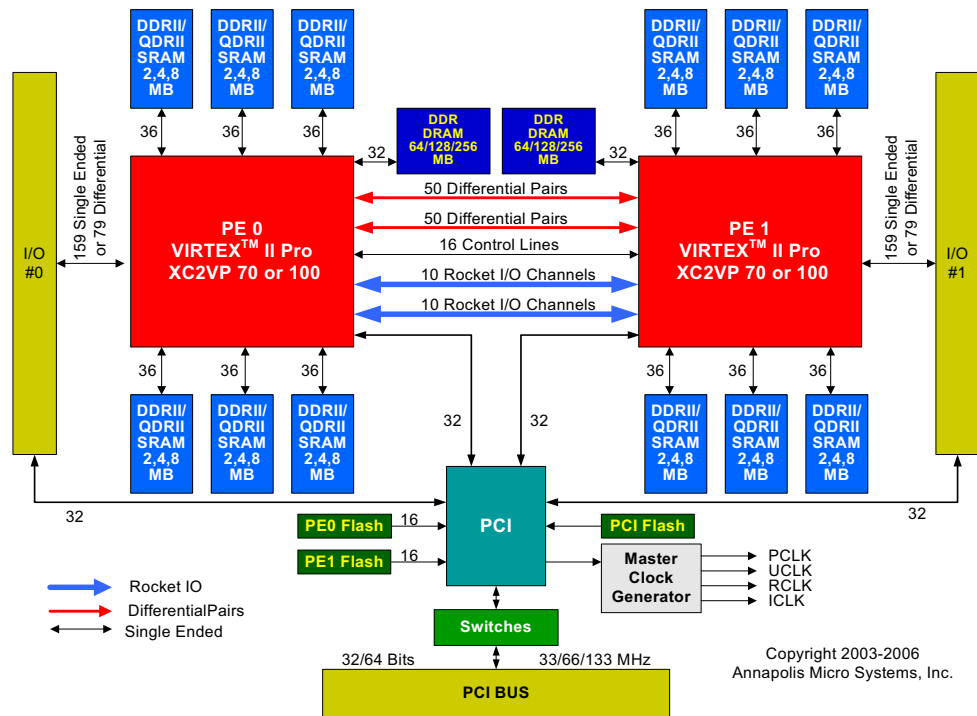 DDRII/
QDRII
SRAM
2,4,8
MB
DDRII/
QDRII
SRAM
2,4,8
MB
DDRII/
QDRII
SRAM
2,4,8
MB
DDRII/
QDRII
SRAM
2,4,8
MB
DDRII/
QDRII
SRAM
2,4,8
MB
DDRII/
QDRII
SRAM
2,4,8
MB
36
36
36
36
36
36
DDR
DRAM
64/128/256
MB
DDR
DRAM
64/128/256
MB
32
32
I/O
#0
159 Single Ended
or 79 Differential
PE 0
VIRTEX™ II Pro
XC2VP 70 or 100
50 Differential Pairs
50 Differential Pairs
16 Control Lines
10 Rocket I/O Channels
10 Rocket I/O Channels
PE 1
VIRTEX™ II Pro
XC2VP 70 or 100
159 Single Ended
or 79 Differential
I/O
#1
36
36
36
36
36
36
DDRII/
QDRII
SRAM
2,4,8
MB
DDRII/
QDRII
SRAM
2,4,8
MB
DDRII/
QDRII
SRAM
2,4,8
MB
32
32
DDRII/
QDRII
SRAM
2,4,8
MB
DDRII/
QDRII
SRAM
2,4,8
MB
DDRII/
QDRII
SRAM
2,4,8
MB
32
32
PE0 Flash
16
PCI
PCI Flash
PE1 Flash
16
Master
Clock
Generator
PCLK
UCLK
RCLK
ICLK
Rocket IO
DifferentialPairs
Single Ended
Switches
32/64 Bits
33/66/133 MHz
PCI BUS
Copyright 2003-2006
Annapolis Micro Systems, Inc.